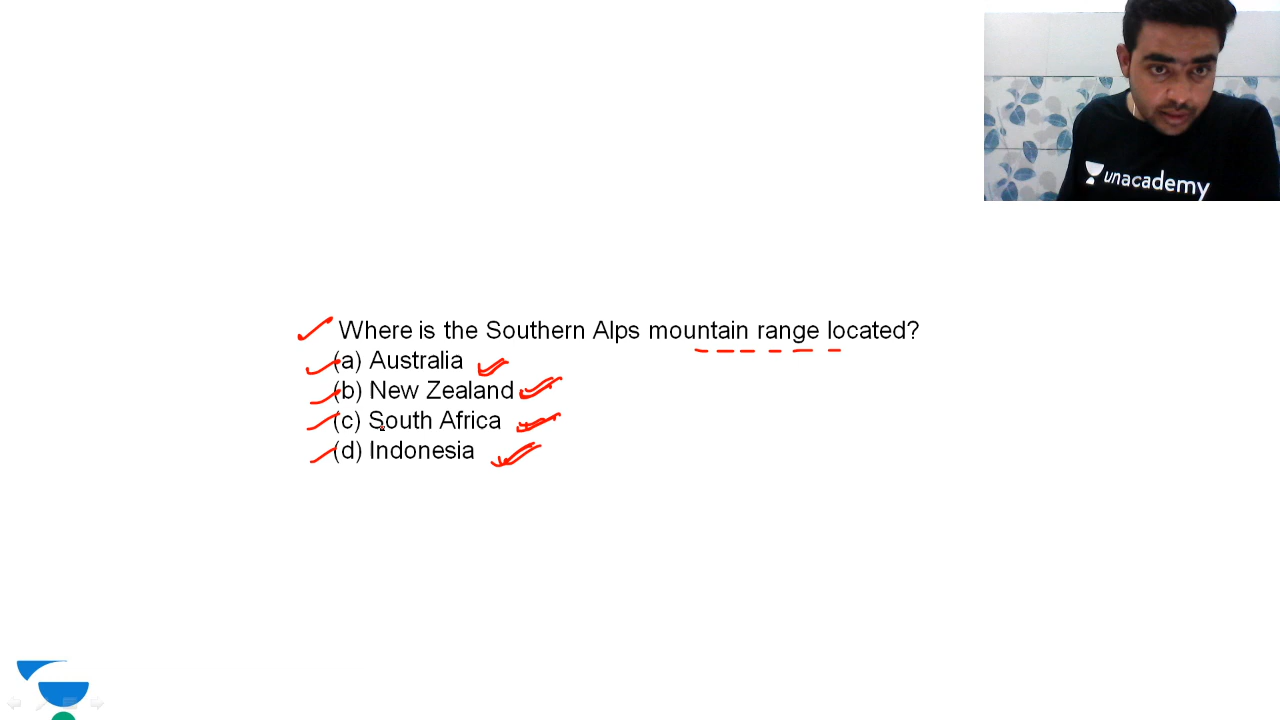 unacademy
Where is the Southern Alps mountain range located?
(a) Australia
(b) New Zealand
(c) South Africa
(d) Indonesia